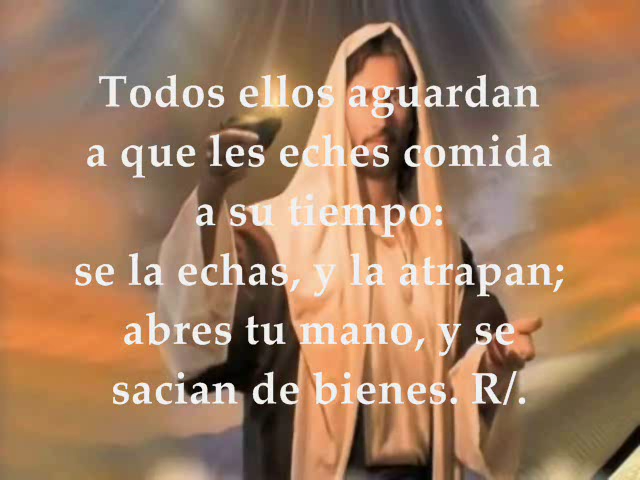 Todos ellos aguardan
a que les eches comida
a su tiempo:
se la echas, y la atrapan;
abres tu mano, y se
sacian de bienes. R/.